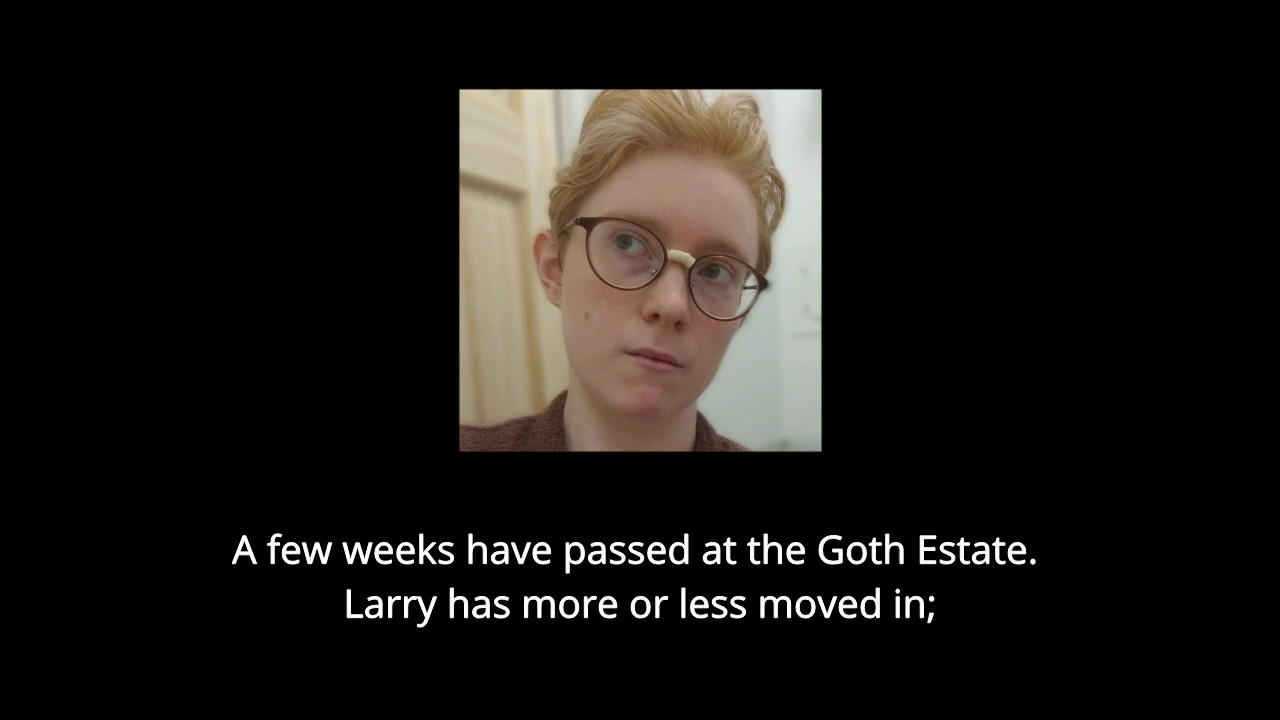 A few weeks have passed at the Goth Estate.
Larry has more or less moved in;